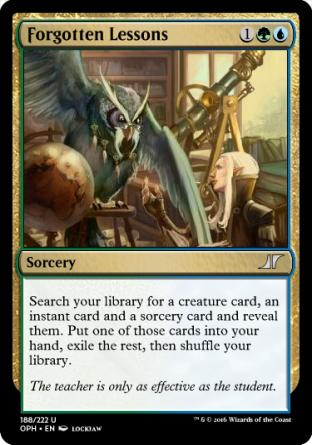 Forgotten Lessons 1
Sorcery
Search your library for a creature card, an
instant card and a sorcery card and reveal
them. Put one of those cards into your
hand, exile the rest, then shuffle your
library.
The teacher is only as effective as the student.
188/222 U
OPH • EN LOCKJAW
™ & © 2016 Wizards of the Coast